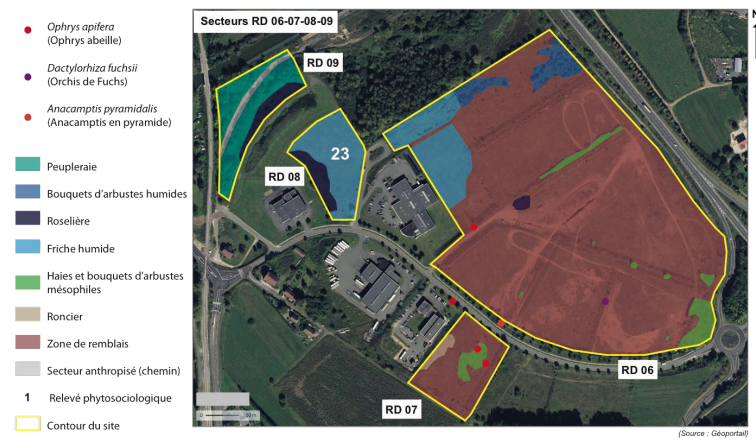 Secteurs RD 06-07-08-09
N
Ophrys apifera
(Ophrys abeille)
Dactylorhiza fuchsii
(Orchis de Fuchs)
Anacamptis pyramidalis
(Anacamptis en pyramide)
Peupleraie
Bouquets d'arbustes humides
Roselière
Friche humide
Haies et bouquets d'arbustes
mésophiles
Roncier
Zone de remblais
Secteur anthropisé (chemin)
1 Relevé phytosociologique
Contour du site
RD 09
23
RD 08
RD 06
RD 07
(Source : Géoportail)